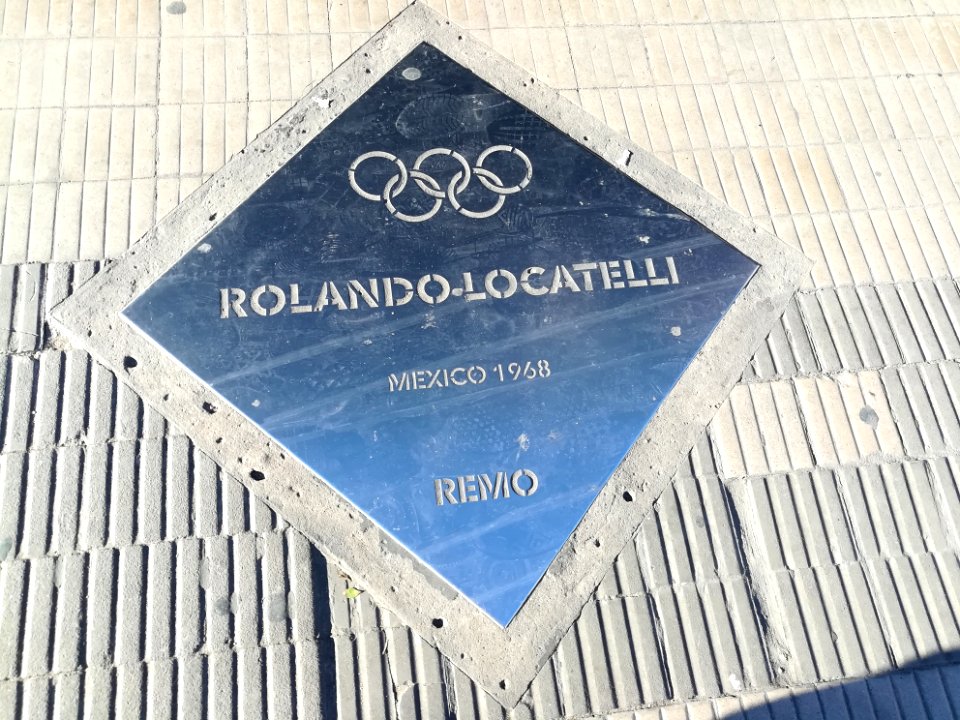 ROLANDO LOCATELLI
MEXICO 1968
REMO